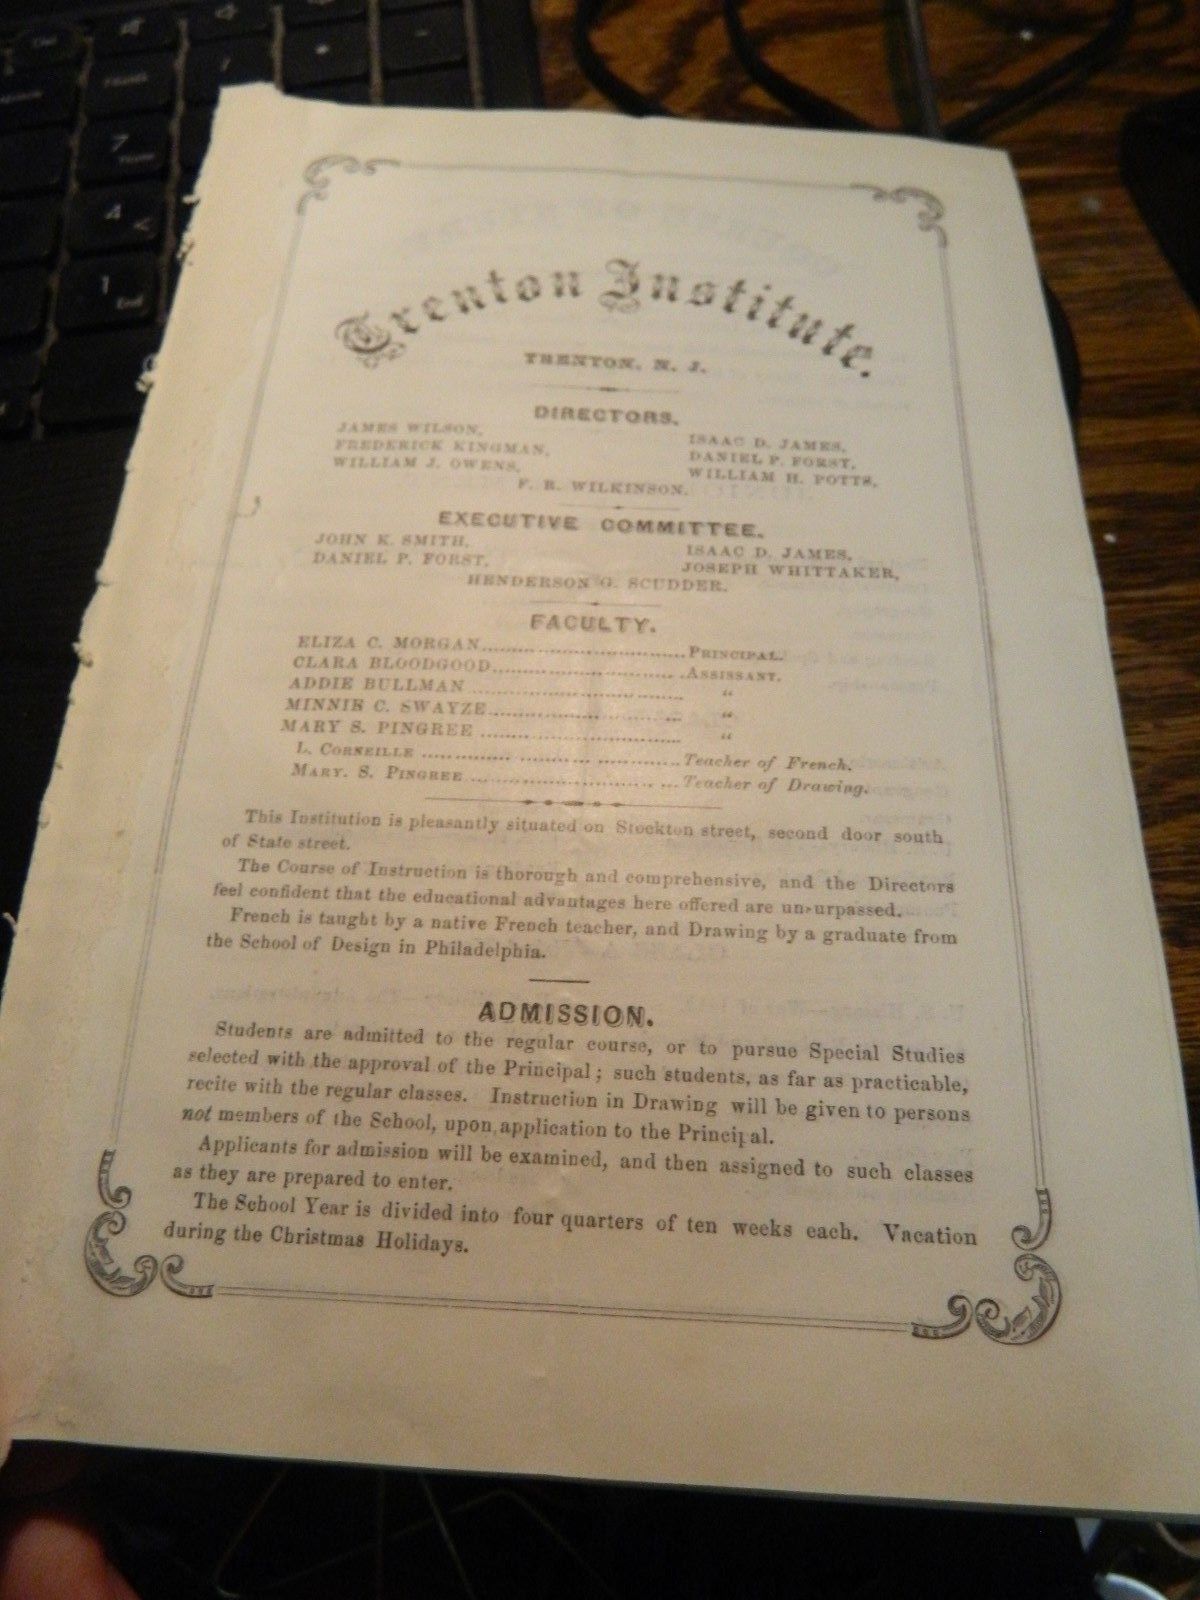 Trenton Institute.
TRENTON, N. J.
DIRECTORS.
JAMES WILSON, ISAAC D. JAMES,
FREDERICK KINGMAN, DANIEL P. FORST,
WILLIAM J. OWENS, WILLIAM H. POTTS,
F. R. WILKINSON.
EXECUTIVE COMMITTEE.
JOHN K. SMITH, ISAAC D. JAMES,
DANIEL P. FORST, JOSEPH WHITTAKER,
HENDERSON G. SCUDDER.
FACULTY.
ELIZA C. MORGAN........................................PRINCIPAL.
CLARA BLOODGOOD........................................ASSISSANT.
ADDIE BULLMAN ........................................ "
MINNIE C. SWAYZE........................................ "
MARY S. PINGREE ........................................ "
L. CORNEILLE ........................................Teacher of French.
MARY. S. PINGREE ........................................Teacher of Drawing.
This Institution is pleasantly situated on Stockton street, second door south
of State street.
The Course of Instruction is thorough and comprehensive, and the Directors
feel confident that the educational advantages here offered are unsurpassed.
French is taught by a native French teacher, and Drawing by a graduate from
the School of Design in Philadelphia.
ADMISSION.
Students are admitted to the regular course, or to pursue Special Studies
selected with the approval of the Principal; such students, as far as practicable,
recite with the regular classes. Instruction in Drawing will be given to persons
not members of the School, upon application to the Principal.
Applicants for admission will be examined, and then assigned to such classes
as they are prepared to enter.
The School Year is divided into four quarters of ten weeks each. Vacation
during the Christmas Holidays.
7
4
1
End